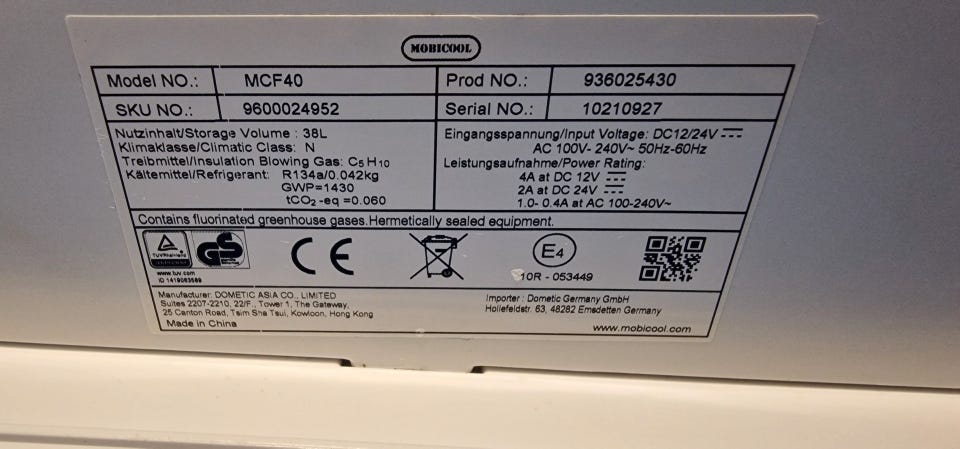 MOBICOOL
Model NO.: MCF40 Prod NO.: 936025430
SKU NO.: 9600024952 Serial NO.: 10210927
Nutzinhalt/Storage Volume : 38L
Klimaklasse/Climatic Class: N
Treibmittel/Insulation Blowing Gas: C5H10
Kältemittel/Refrigerant: R134a/0.042kg
GWP=1430
tCO2-eq =0.060
Eingangsspannung/Input Voltage: DC12/24V
AC 100V- 240V~ 50Hz-60Hz
Leistungsaufnahme/Power Rating:
4A at DC 12V
2A at DC 24V
1.0- 0.4A at AC 100-240V~
Contains fluorinated greenhouse gases.Hermetically sealed equipment.
TÜVRheinland
GS
CE
E4
www.tuv.com
ID 1419063569
10R - 053449
Manufacturer: DOMETIC ASIA CO., LIMITED
Suites 2207-2210, 22/F., Tower 1, The Gateway,
25 Canton Road, Tsim Sha Tsui, Kowloon, Hong Kong
Made in China
Importer : Dometic Germany GmbH
Hollefeldstr. 63, 48282 Emsdetten Germany
www.mobicool.com